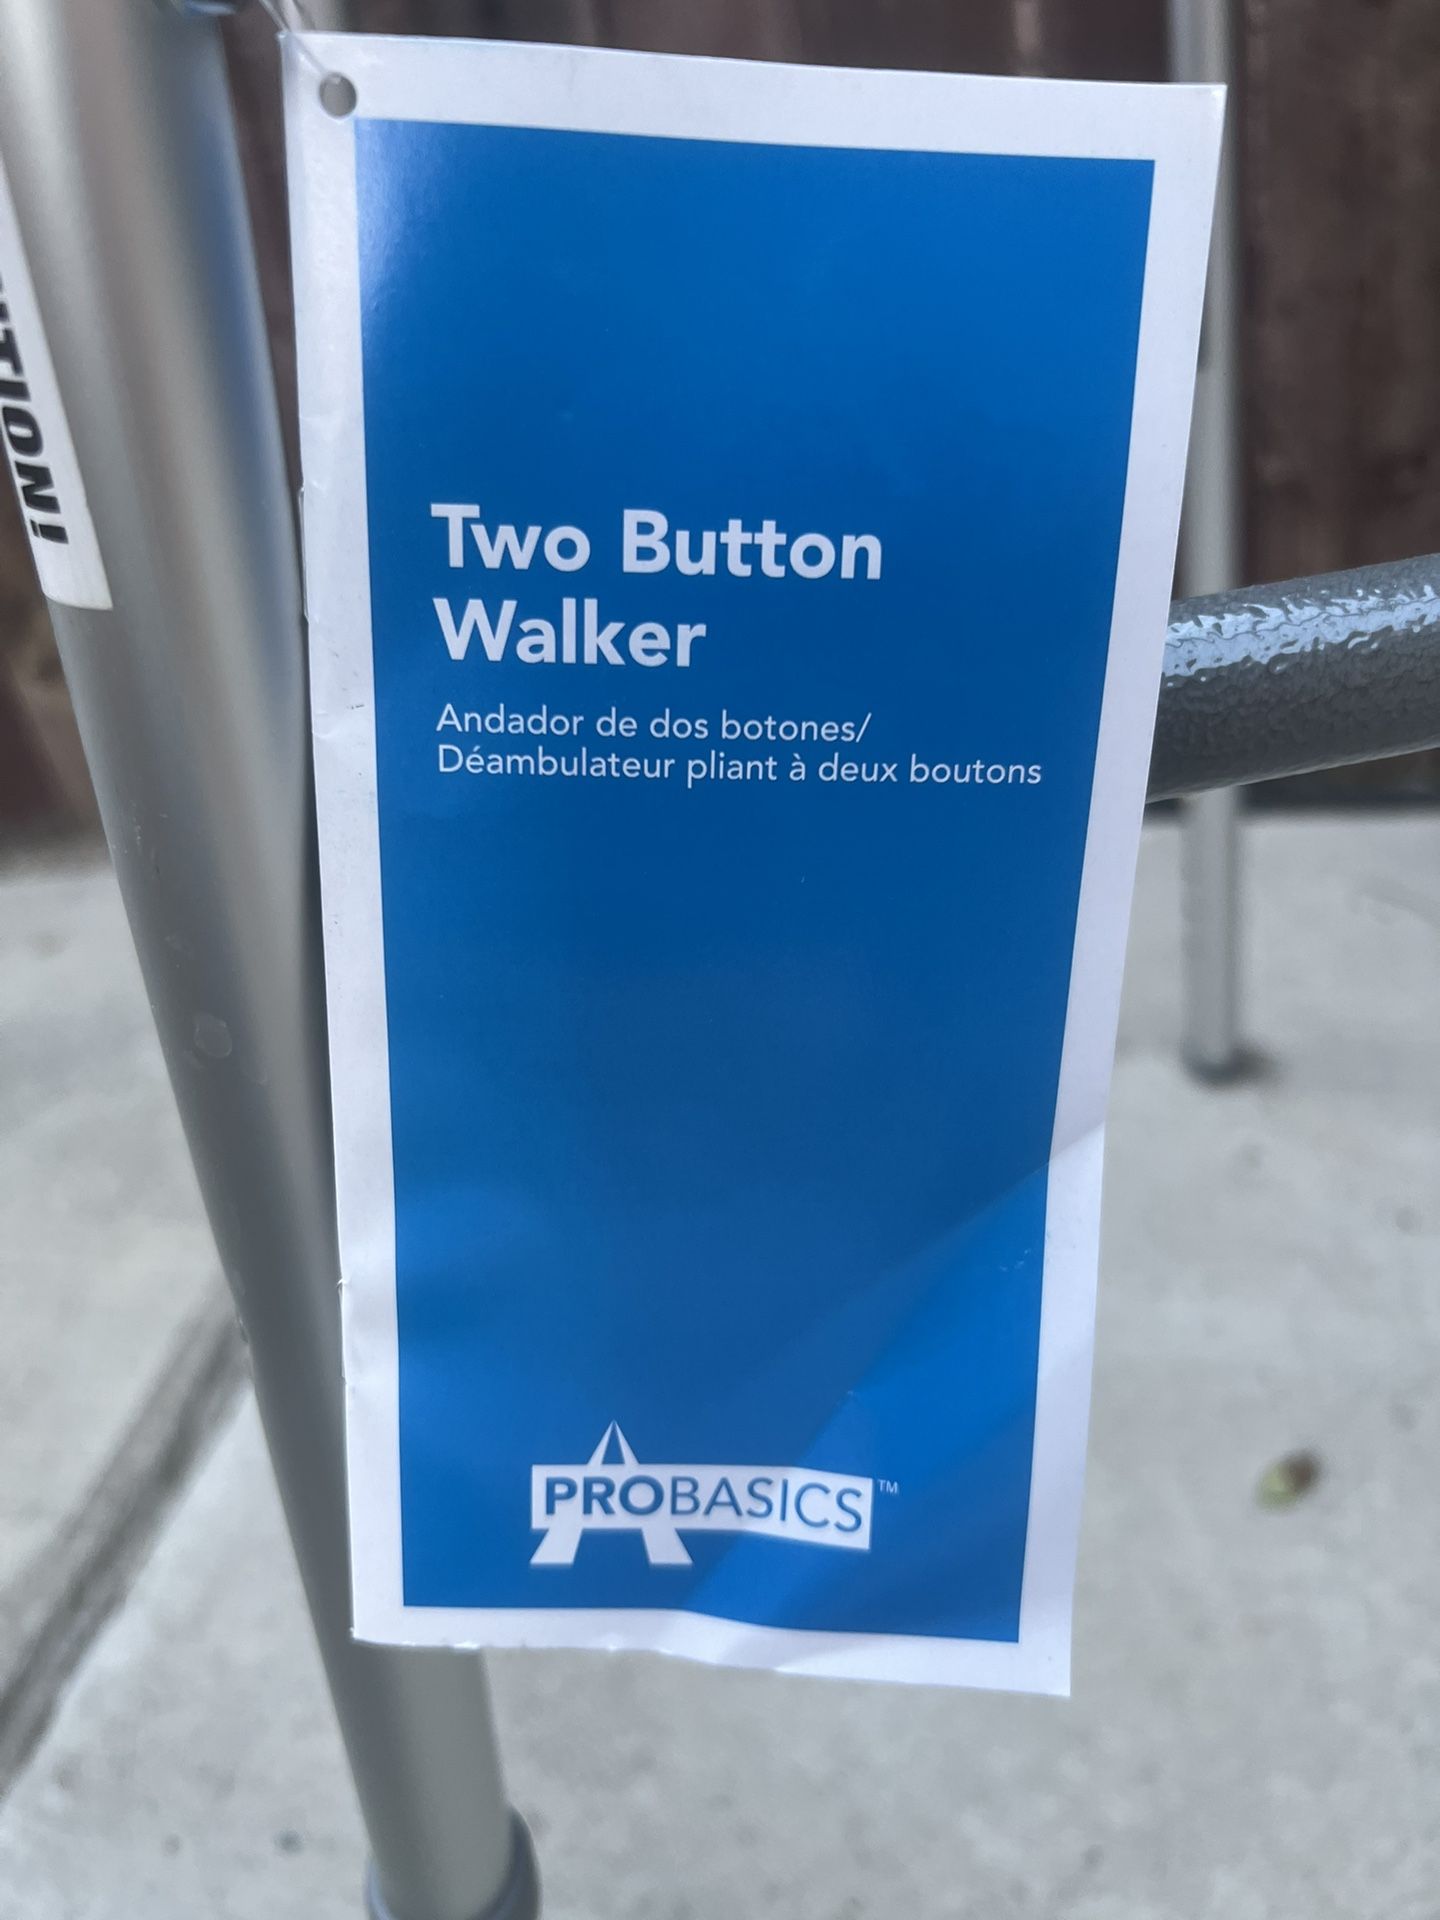 Two Button
Walker
Andador de dos botones/
Déambulateur pliant à deux boutons
PROBASICS™